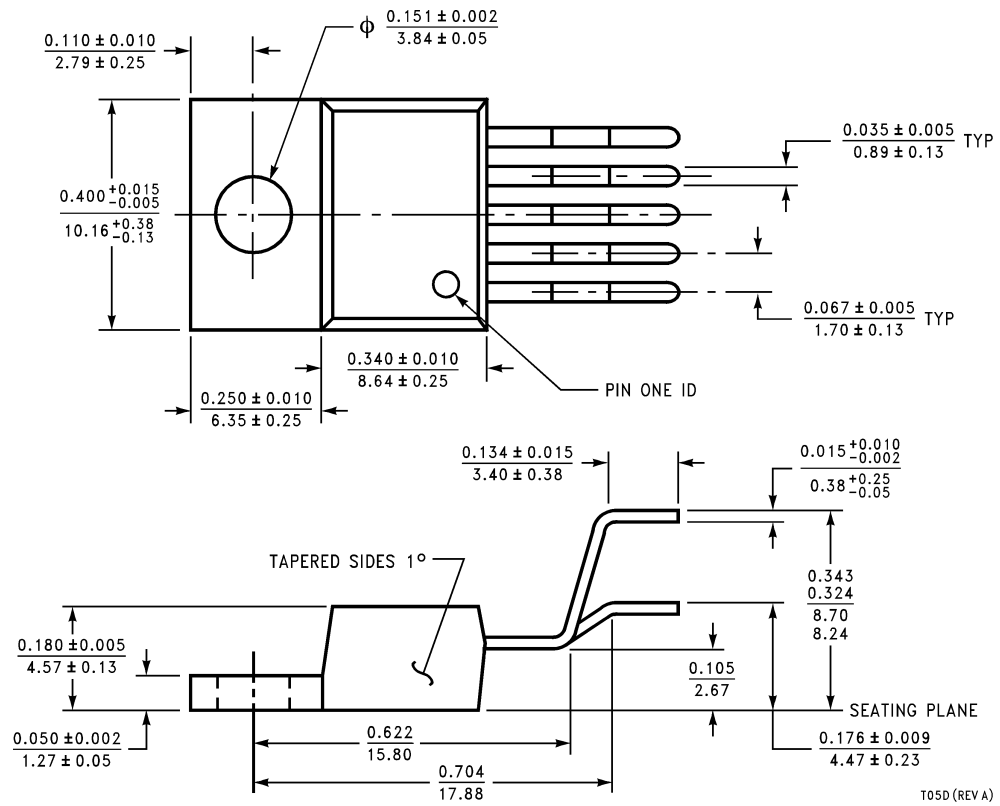 ϕ 0.151 ± 0.002
3.84 ± 0.05
0.110 ± 0.010
2.79 ± 0.25
0.035 ± 0.005 TYP
0.89 ± 0.13
0.400 +0.015 -0.005
10.16 +0.38 -0.13
0.067 ± 0.005 TYP
1.70 ± 0.13
0.340 ± 0.010
8.64 ± 0.25
PIN ONE ID
0.250 ± 0.010
6.35 ± 0.25
0.134 ± 0.015
3.40 ± 0.38
0.015 +0.010 -0.002
0.38 +0.25 -0.05
TAPERED SIDES 1°
0.343
0.324
8.70
8.24
0.180 ± 0.005
4.57 ± 0.13
0.105
2.67
SEATING PLANE
0.050 ± 0.002
1.27 ± 0.05
0.622
15.80
0.176 ± 0.009
4.47 ± 0.23
0.704
17.88
T05D (REV A)